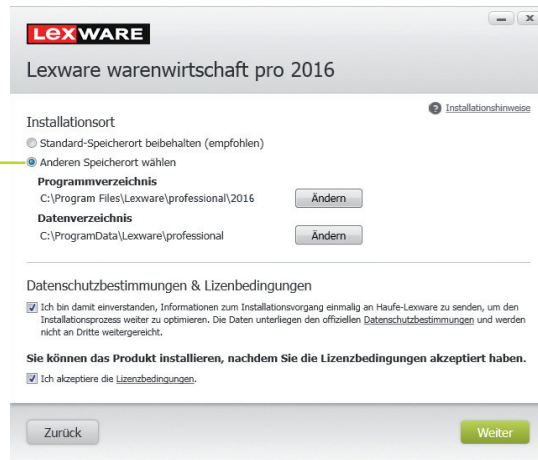 Lexware
Lexware warenwirtschaft pro 2016
Installationshinweise
Installationsort
Standard-Speicherort beibehalten (empfohlen)
Anderen Speicherort wählen
Programmverzeichnis
C:\Program Files\Lexware\professional\2016
Ändern
Datenverzeichnis
C:\ProgramData\Lexware\professional
Ändern
Datenschutzbestimmungen & Lizenbedingungen
Ich bin damit einverstanden, Informationen zum Installationsvorgang einmalig an Haufe-Lexware zu senden, um den
Installationsprozess weiter zu optimieren. Die Daten unterliegen den offiziellen Datenschutzbestimmungen und werden
nicht an Dritte weitergereicht.
Sie können das Produkt installieren, nachdem Sie die Lizenzbedingungen akzeptiert haben.
Ich akzeptiere die Lizenzbedingungen.
Zurück
Weiter